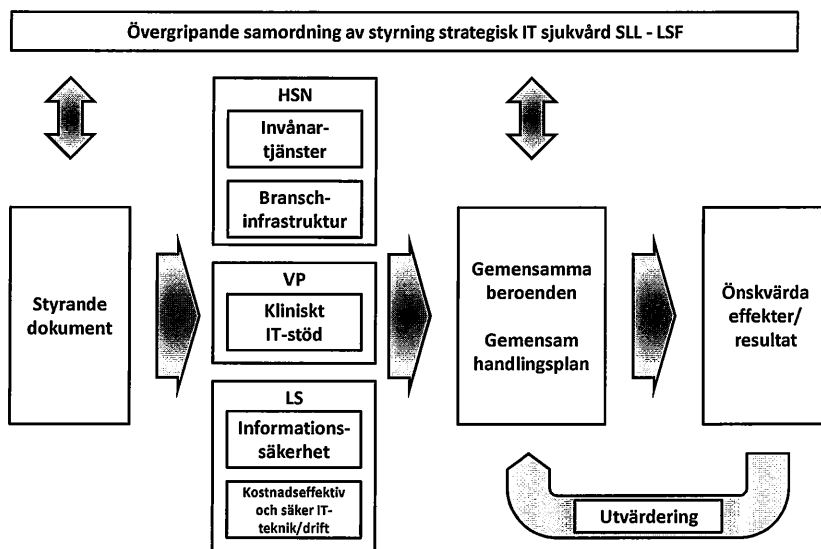 Övergripande samordning av styrning strategisk IT sjukvård SLL - LSF
HSN
Invånar-
tjänster
Bransch-
infrastruktur
VP
Kliniskt
IT-stöd
LS
Informations-
säkerhet
Kostnadseffektiv
och säker IT-
teknik/drift
Styrande
dokument
Gemensamma
beroenden
Gemensam
handlingsplan
Önskvärda
effekter/
resultat
Utvärdering